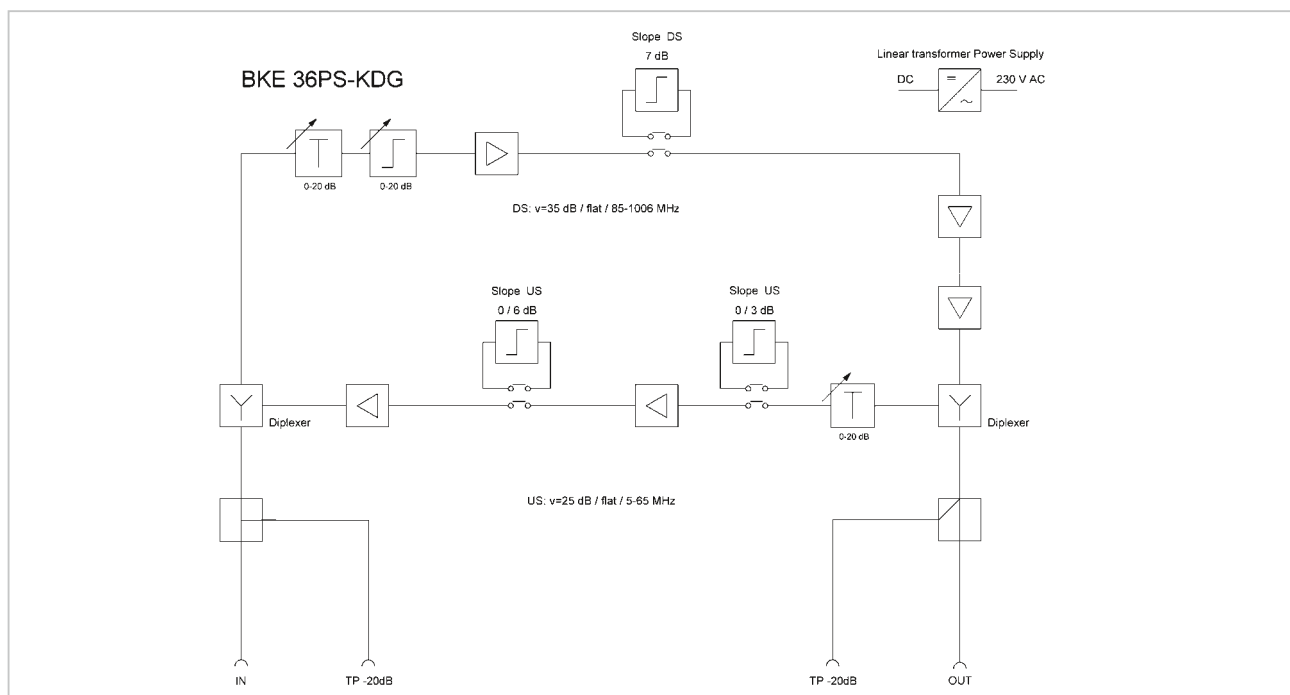 Slope DS
7 dB
Linear transformer Power Supply
DC
230 V AC
BKE 36PS-KDG
0-20 dB
0-20 dB
DS: v=35 dB / flat / 85-1006 MHz
Slope US
0 / 6 dB
Slope US
0 / 3 dB
Diplexer
0-20 dB
Diplexer
US: v=25 dB / flat / 5-65 MHz
IN
TP -20dB
TP -20dB
OUT